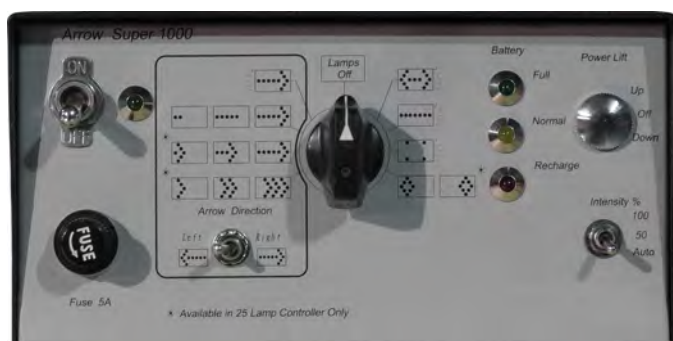 Arrow Super 1000
ON
OFF
FUSE
Fuse 5A
Lamps
Off
*
*
Arrow Direction
Left
Right
* Available in 25 Lamp Controller Only
Battery
Full
Normal
* Recharge
Power Lift
Up
Off
Down
Intensity %
100
50
Auto